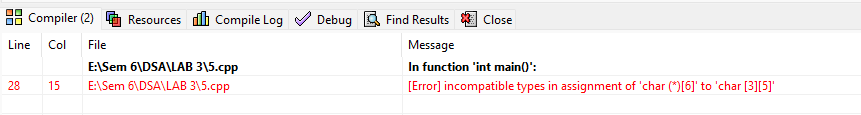 Compiler (2) Resources Compile Log Debug Find Results Close
Line Col File Message
E:\Sem 6\DSA\LAB 3\5.cpp In function 'int main()':
28 15 E:\Sem 6\DSA\LAB 3\5.cpp [Error] incompatible types in assignment of 'char (*)[6]' to 'char [3][5]'